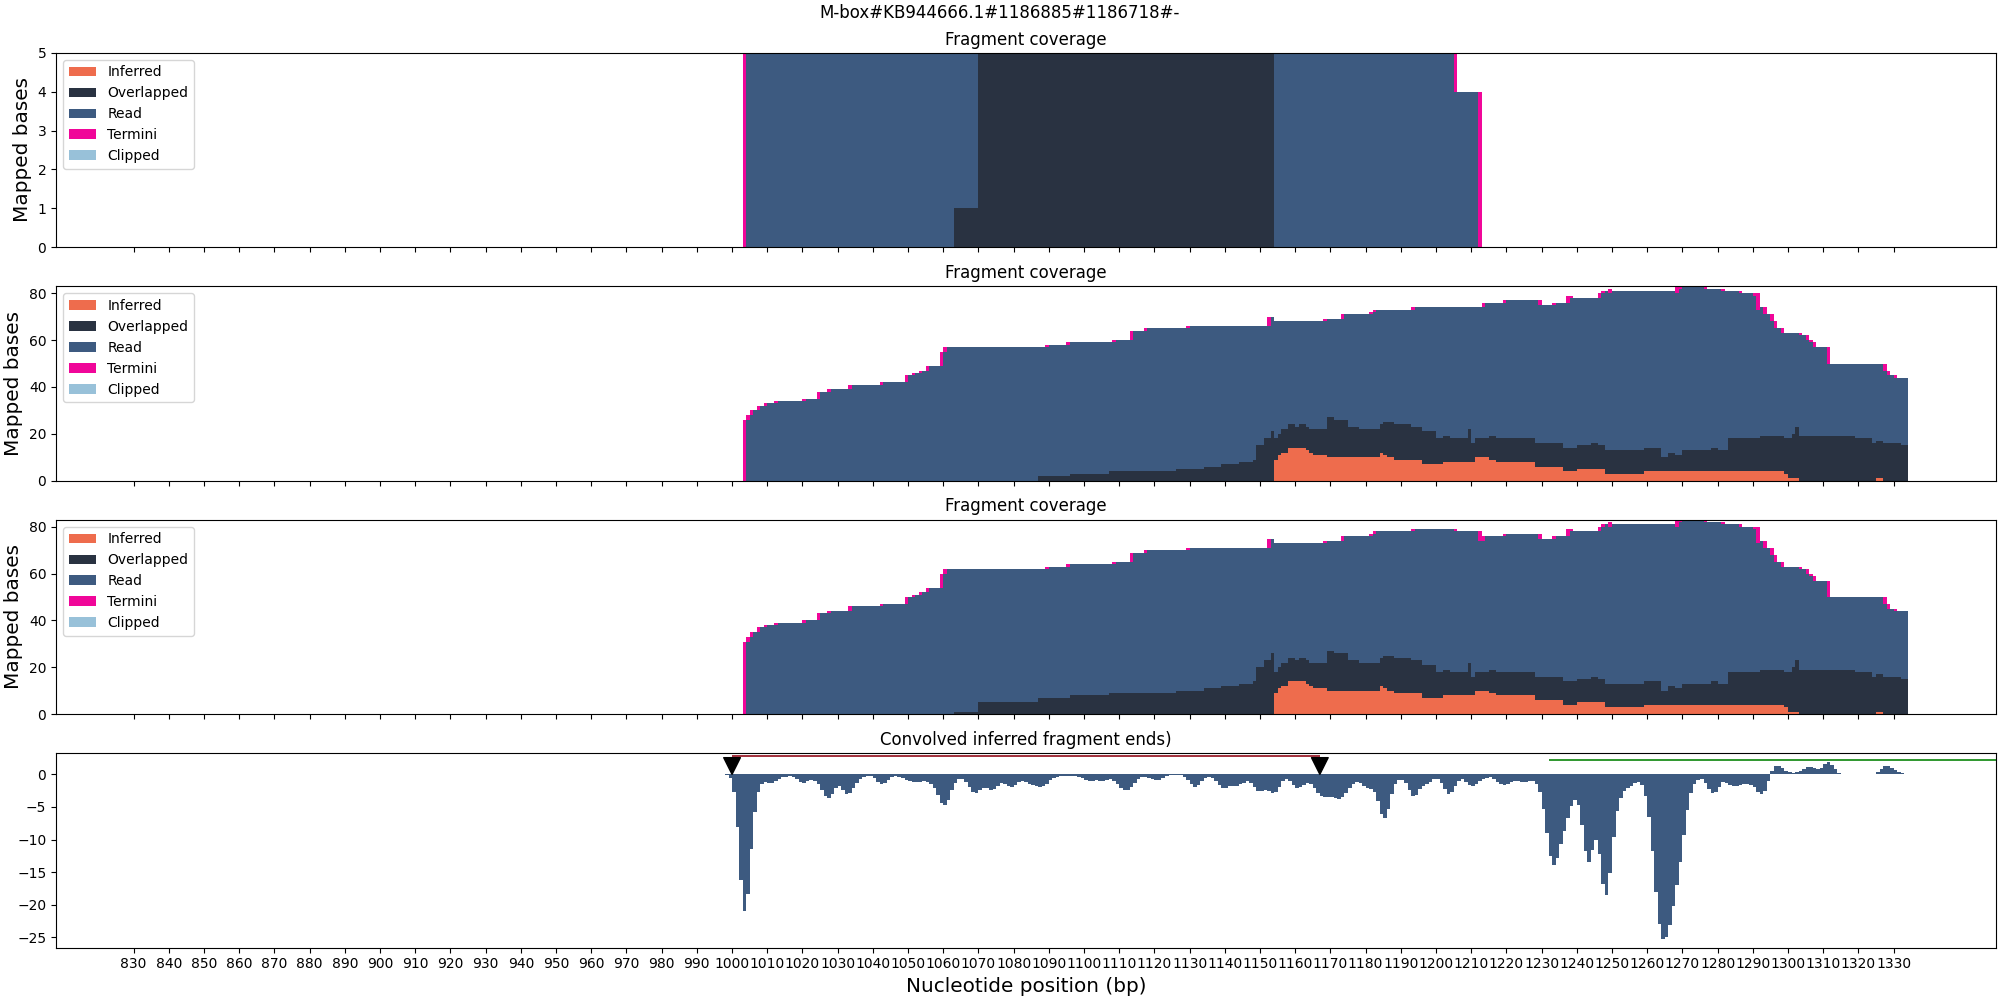 M-box#KB944666.1#1186885#1186718#-
Fragment coverage
Mapped bases
5
4
3
2
1
0
Inferred
Overlapped
Read
Termini
Clipped
Fragment coverage
Mapped bases
80
60
40
20
0
Inferred
Overlapped
Read
Termini
Clipped
Fragment coverage
Mapped bases
80
60
40
20
0
Inferred
Overlapped
Read
Termini
Clipped
Convolved inferred fragment ends)
0
−5
−10
−15
−20
−25
830 840 850 860 870 880 890 900 910 920 930 940 950 960 970 980 990 1000 1010 1020 1030 1040 1050 1060 1070 1080 1090 1100 1110 1120 1130 1140 1150 1160 1170 1180 1190 1200 1210 1220 1230 1240 1250 1260 1270 1280 1290 1300 1310 1320 1330
Nucleotide position (bp)